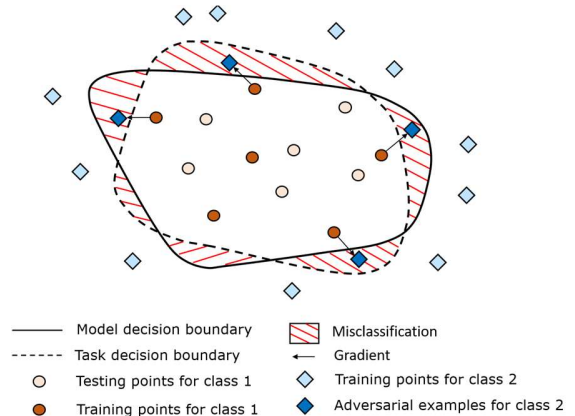 Model decision boundary
Misclassification
Task decision boundary
Gradient
Testing points for class 1
Training points for class 2
Training points for class 1
Adversarial examples for class 2